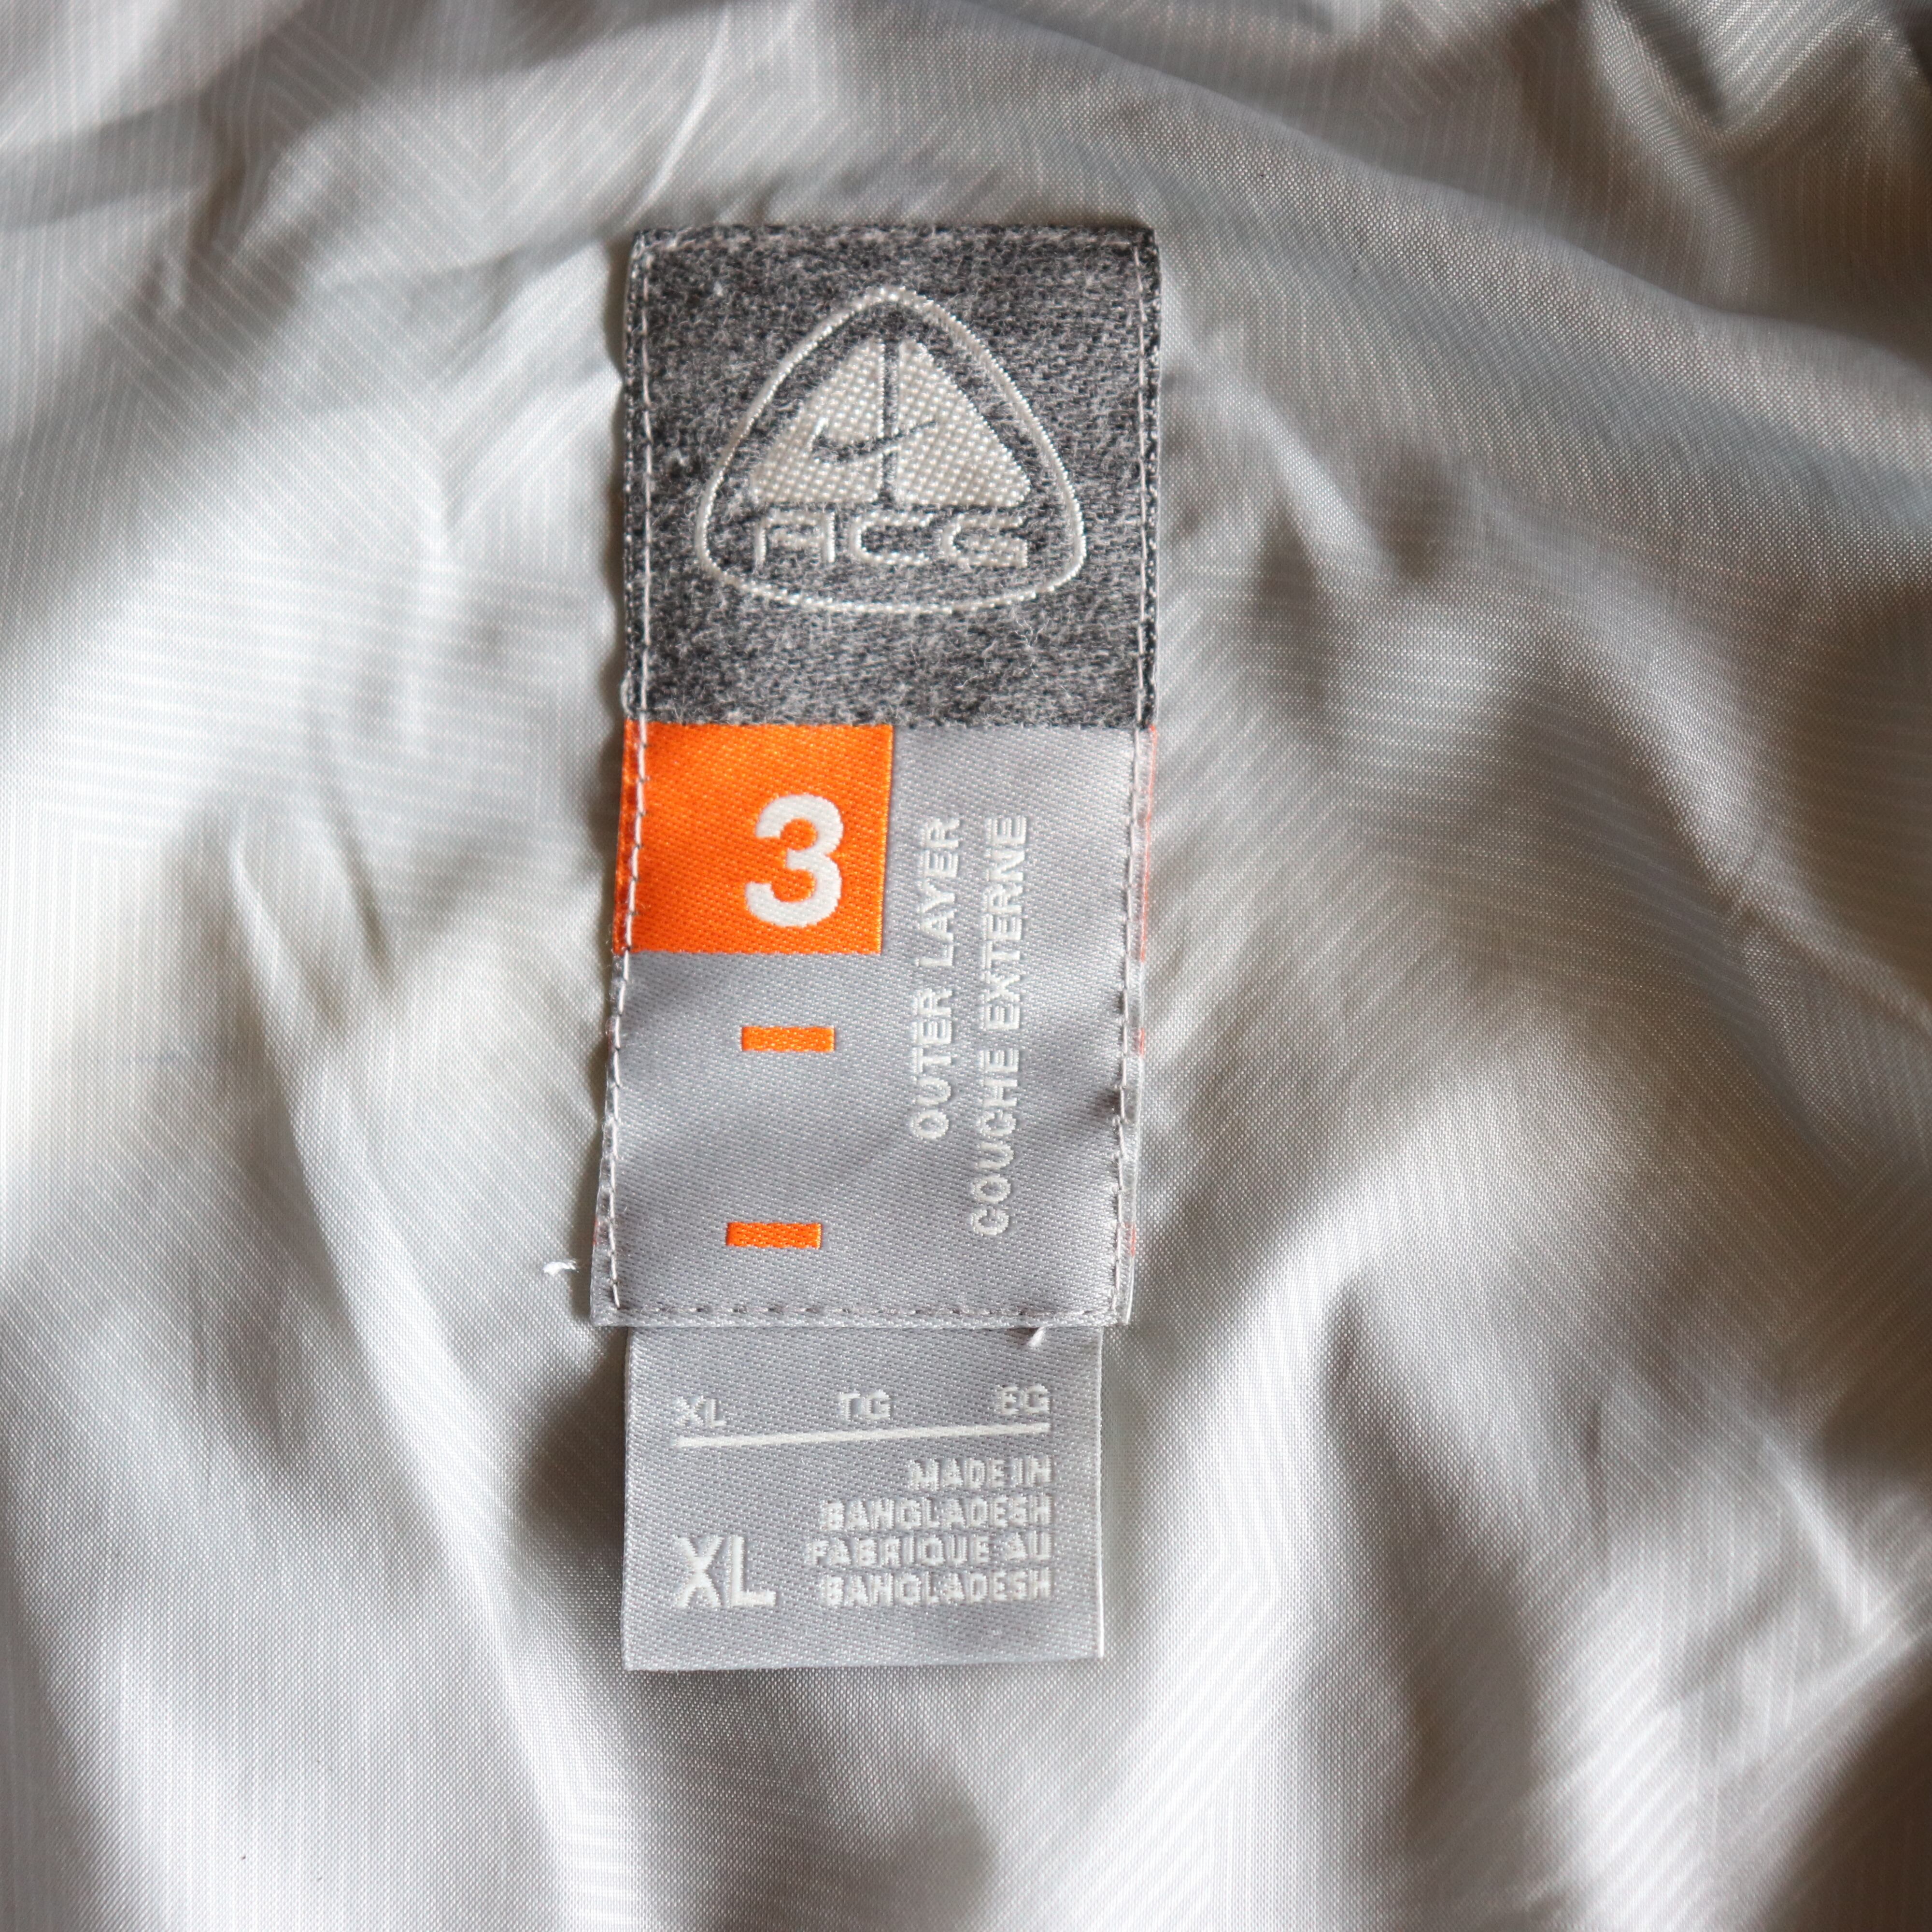 ACG
3
OUTER LAYER
COUCHE EXTERNE
XL TG EG
XL
MADE IN
BANGLADESH
FABRIQUE AU
BANGLADESH